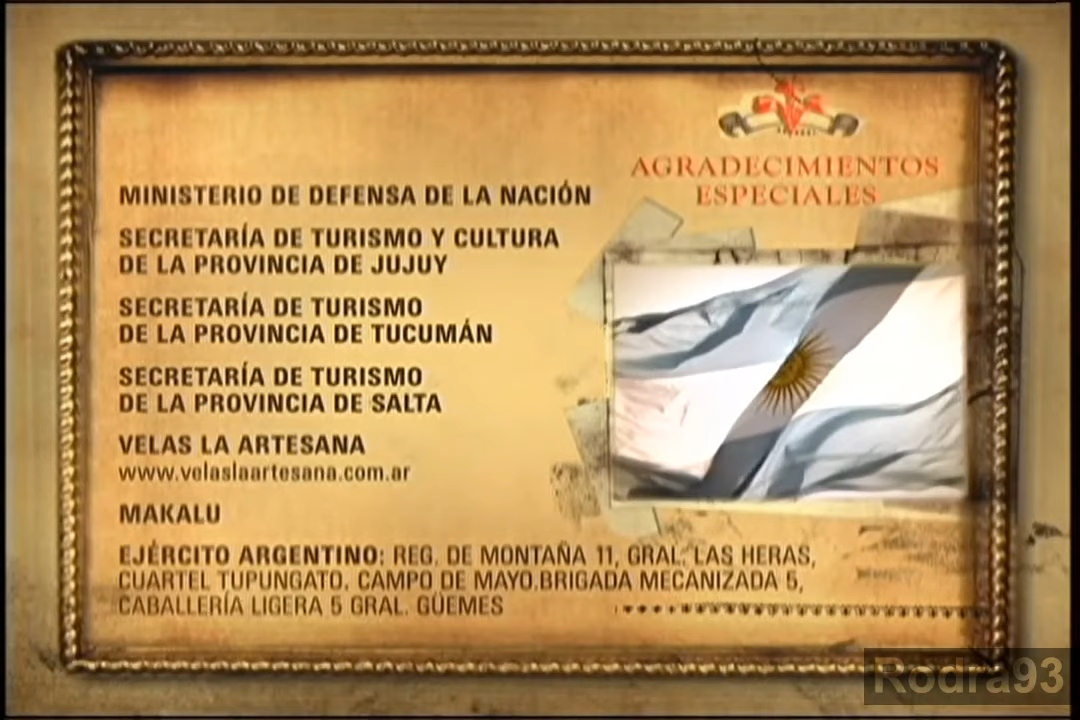 AGRADECIMIENTOS
ESPECIALES
MINISTERIO DE DEFENSA DE LA NACIÓN
SECRETARÍA DE TURISMO Y CULTURA
DE LA PROVINCIA DE JUJUY
SECRETARÍA DE TURISMO
DE LA PROVINCIA DE TUCUMÁN
SECRETARÍA DE TURISMO
DE LA PROVINCIA DE SALTA
VELAS LA ARTESANA
www.velaslaartesana.com.ar
MAKALU
EJÉRCITO ARGENTINO: REG. DE MONTAÑA 11, GRAL. LAS HERAS,
CUARTEL TUPUNGATO. CAMPO DE MAYO.BRIGADA MECANIZADA 5,
CABALLERÍA LIGERA 5 GRAL. GÜEMES
Rodra93